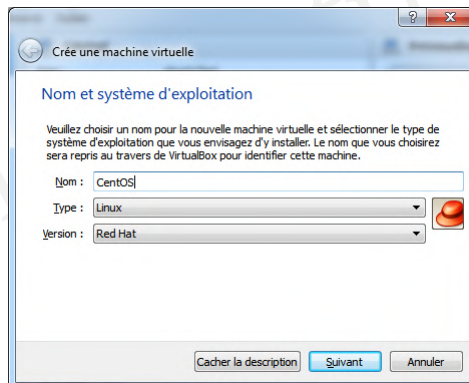 Crée une machine virtuelle
Nom et système d'exploitation
Veuillez choisir un nom pour la nouvelle machine virtuelle et sélectionner le type de
système d'exploitation que vous envisagez d'y installer. Le nom que vous choisirez
sera repris au travers de VirtualBox pour identifier cette machine.
Nom : CentOS
Type : Linux
Version : Red Hat
Cacher la description Suivant Annuler